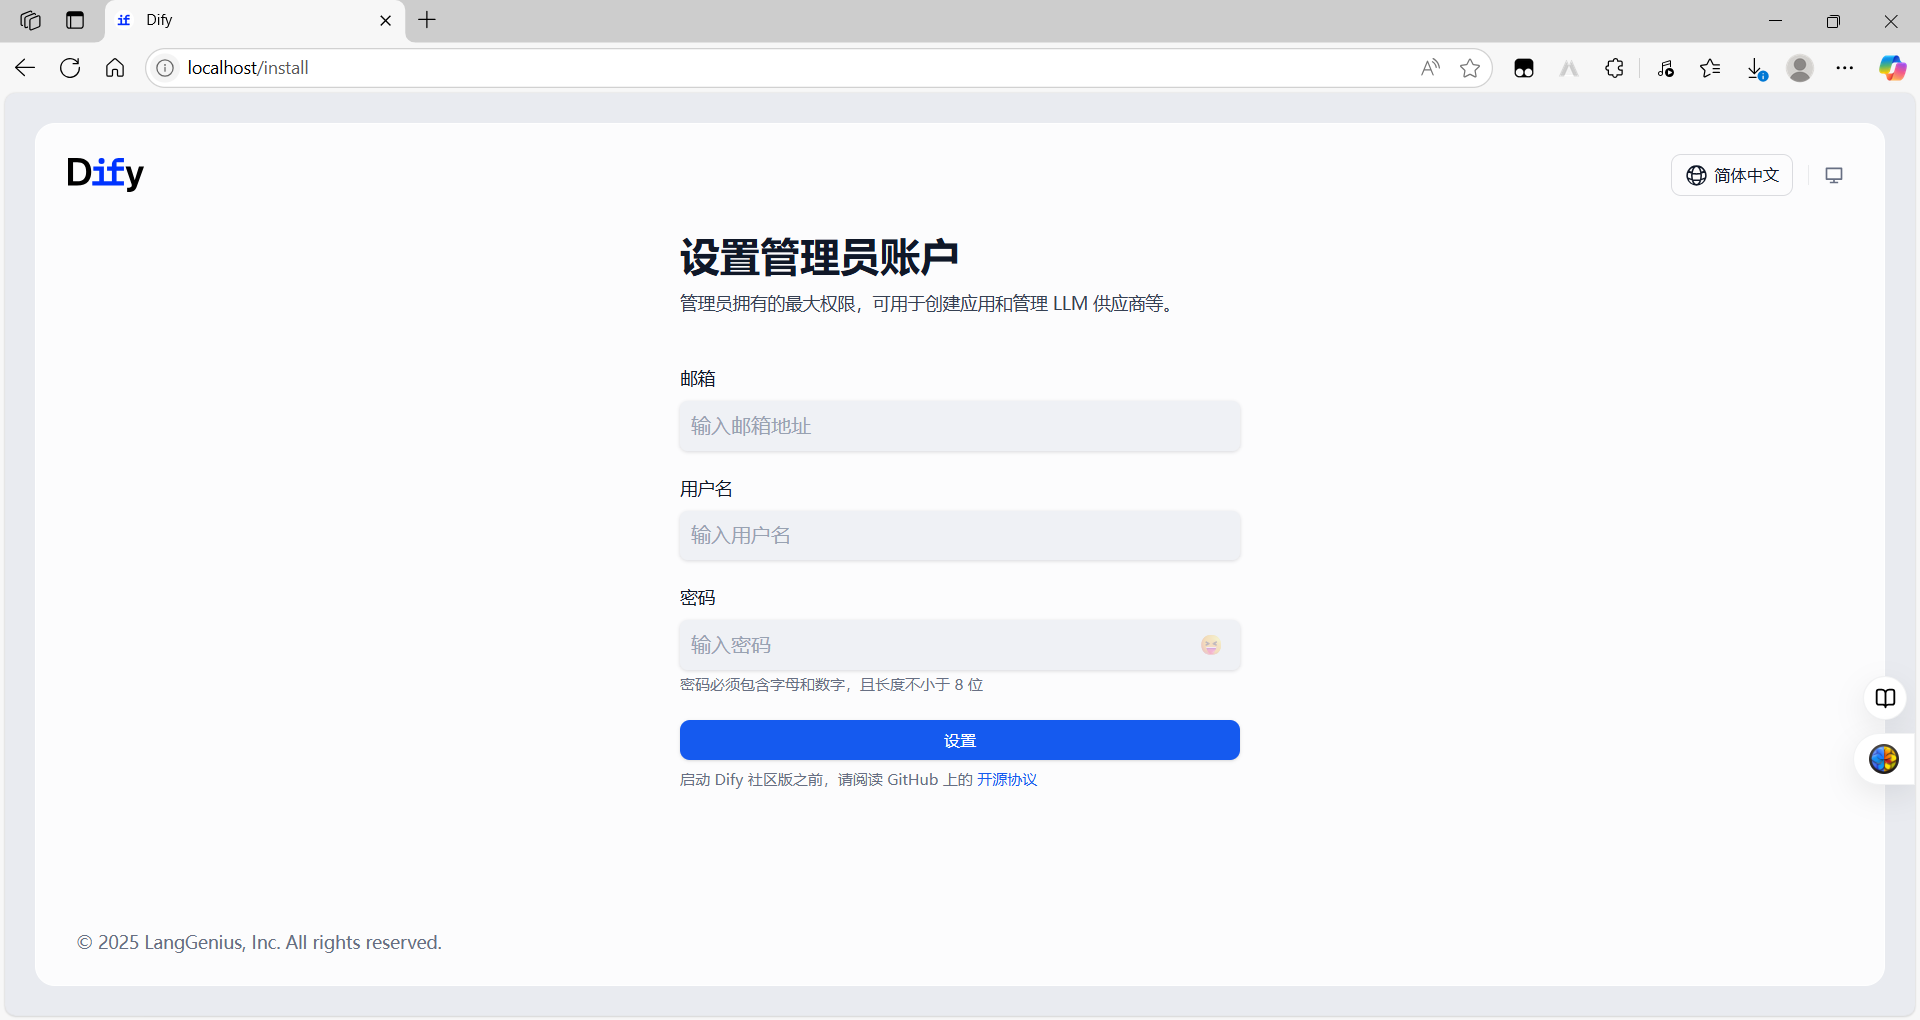 Dify
localhost/install
Dify
简体中文
设置管理员账户
管理员拥有的最大权限，可用于创建应用和管理 LLM 供应商等。
邮箱
输入邮箱地址
用户名
输入用户名
密码
输入密码
密码必须包含字母和数字，且长度不小于 8 位
设置
启动 Dify 社区版之前，请阅读 GitHub 上的 开源协议
© 2025 LangGenius, Inc. All rights reserved.